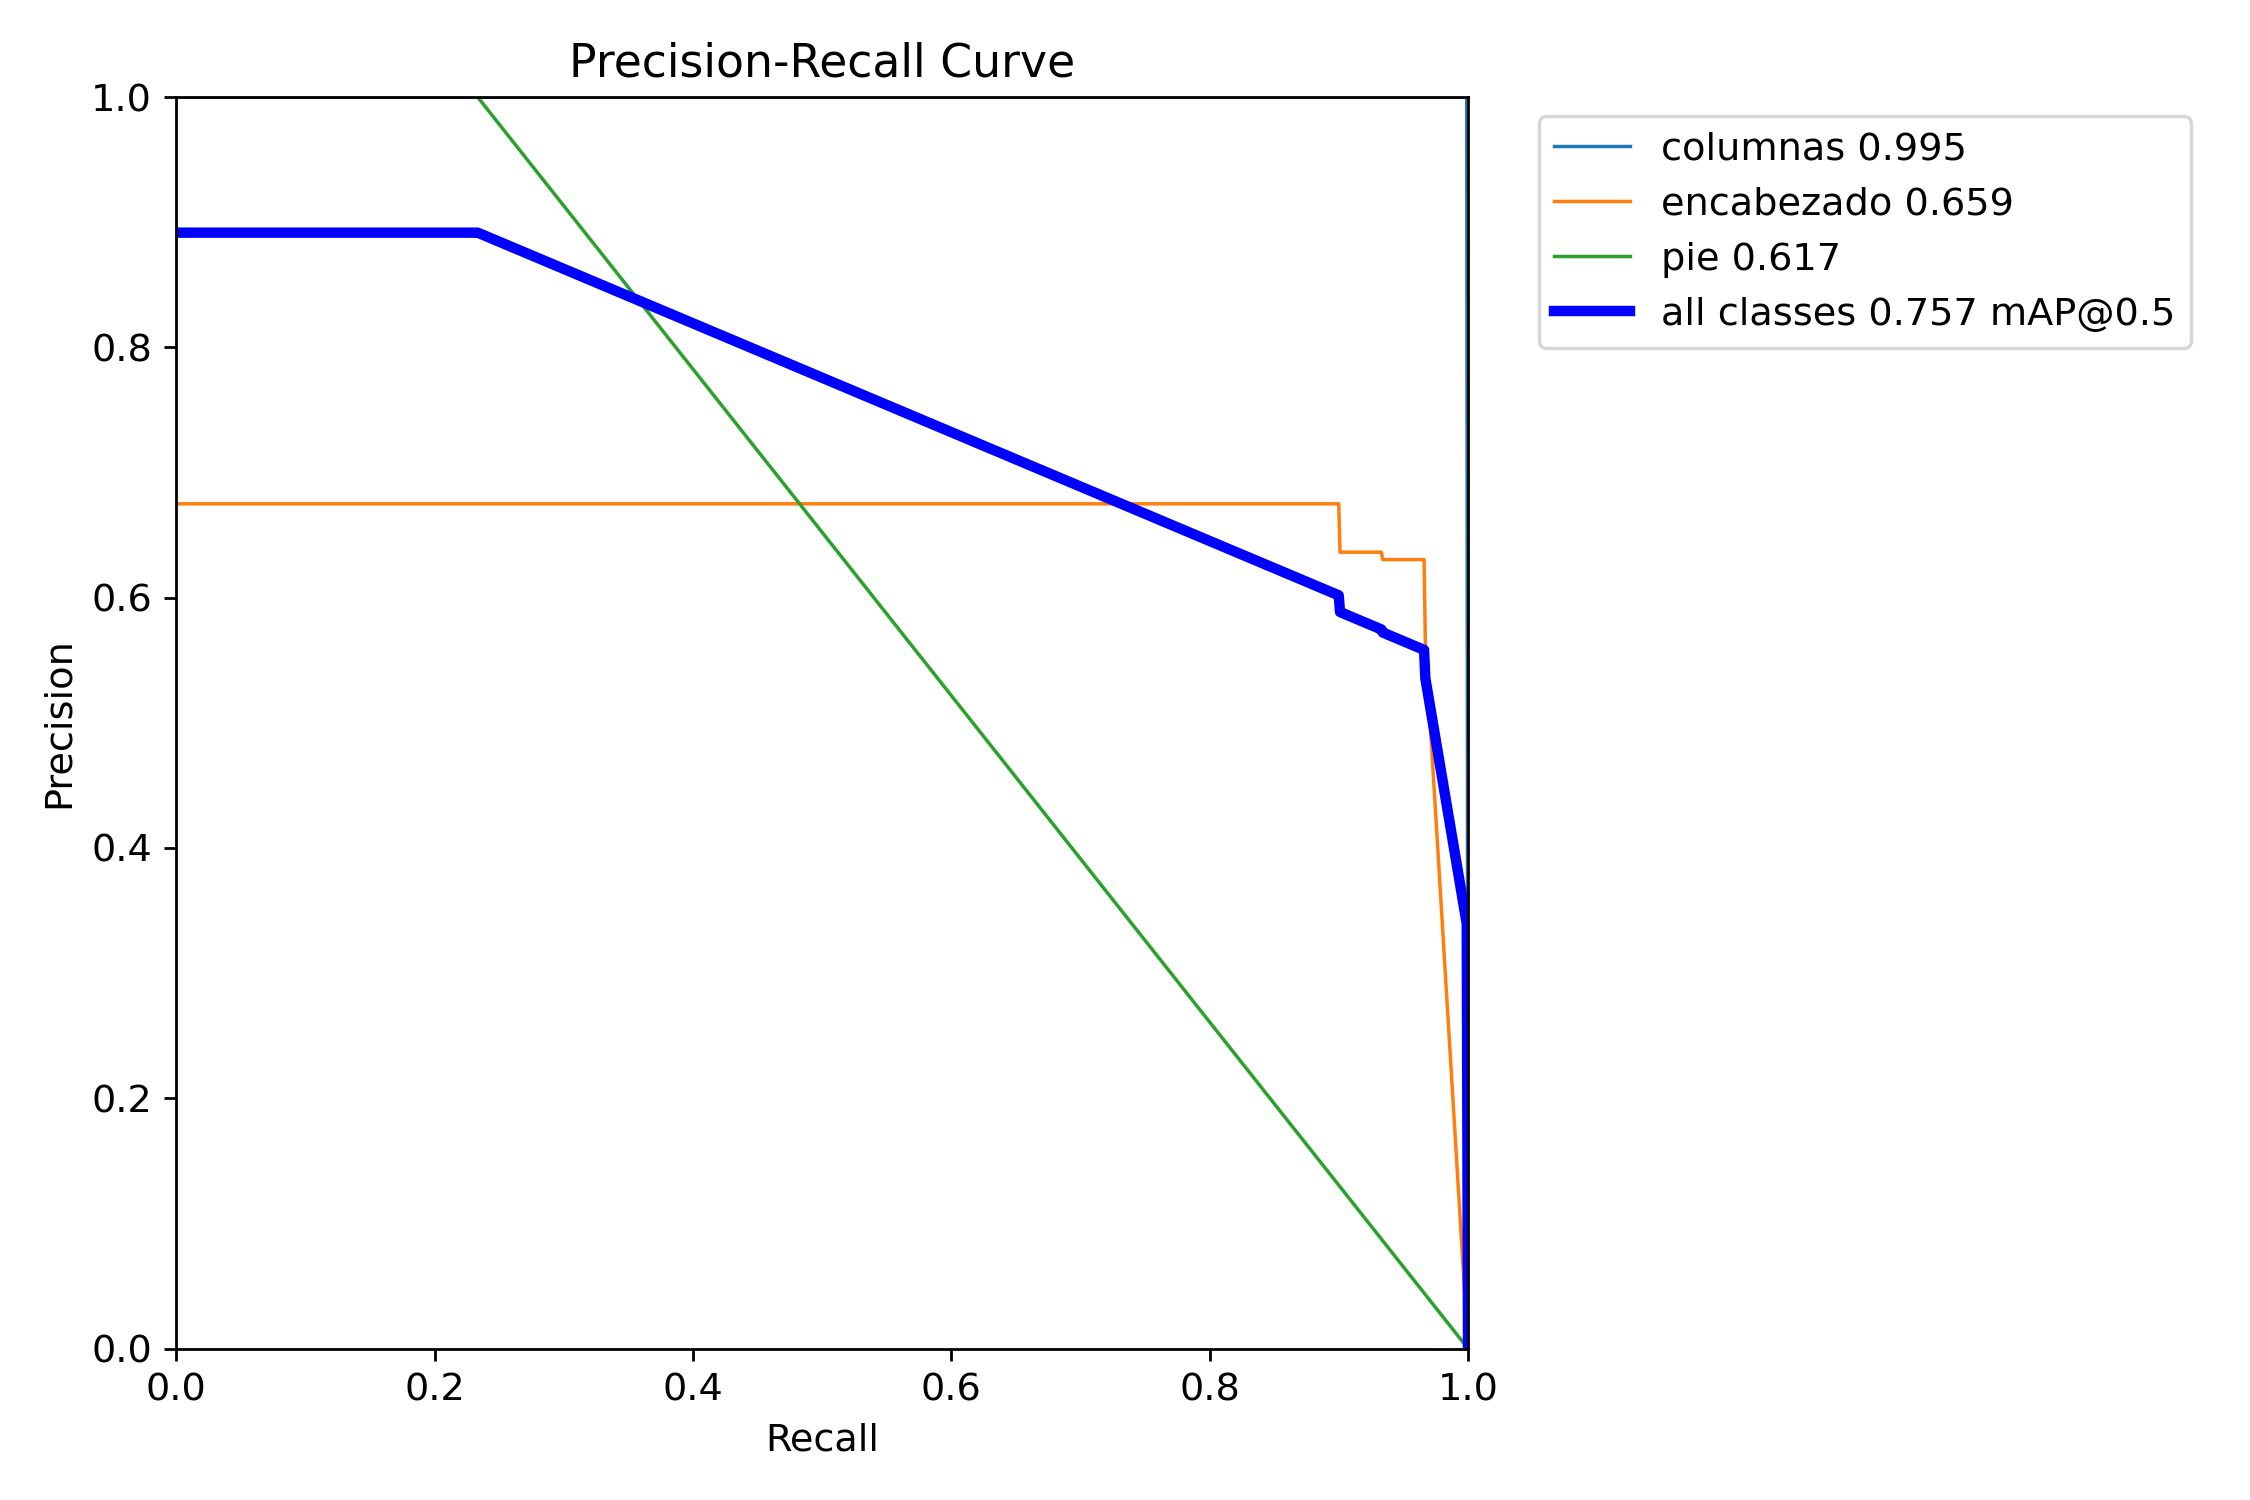 Precision-Recall Curve
1.0
0.8
0.6
0.4
0.2
0.0
Precision
0.0 0.2 0.4 0.6 0.8 1.0
Recall
columnas 0.995
encabezado 0.659
pie 0.617
all classes 0.757 mAP@0.5